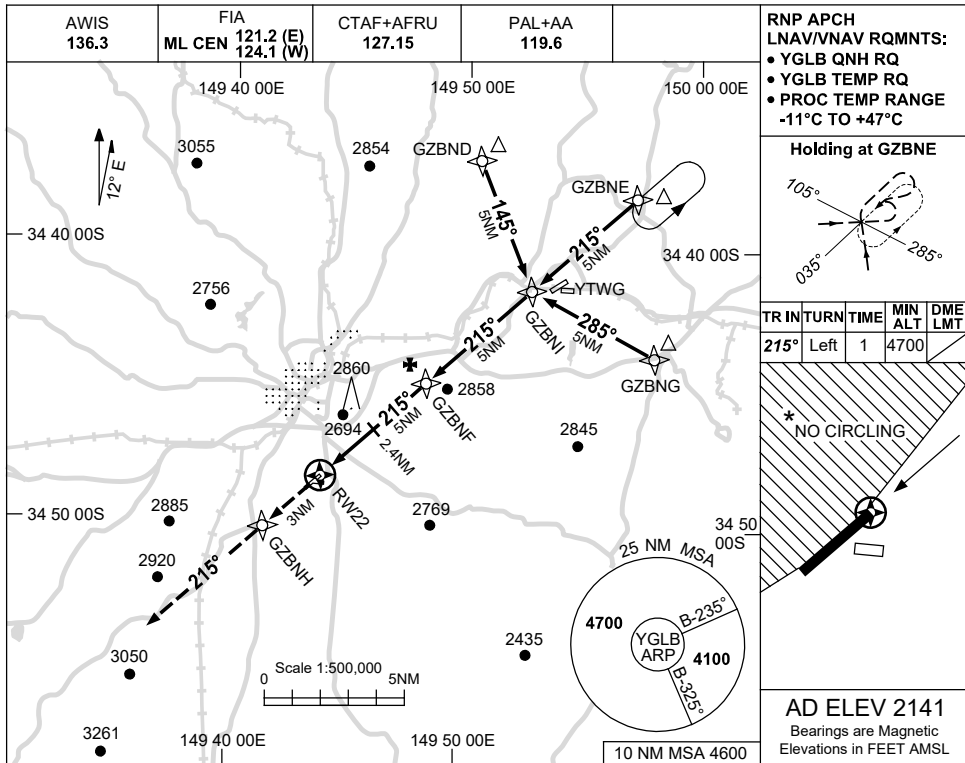 AWIS
136.3
FIA
ML CEN 121.2 (E)
124.1 (W)
CTAF+AFRU
127.15
PAL+AA
119.6
RNP APCH
LNAV/VNAV RQMNTS:
• YGLB QNH RQ
• YGLB TEMP RQ
• PROC TEMP RANGE
-11°C TO +47°C
149 40 00E
149 50 00E
150 00 00E
12° E
3055
2854
GZBND
GZBNE
145°
5NM
215°
5NM
34 40 00S
34 40 00S
2756
YTWG
GZBNI
285°
5NM
GZBNG
215°
5NM
2860
2694
GZBNF
2858
215°
5NM
2.4NM
2845
RW22
3NM
GZBNH
2885
2769
34 50 00S
34 50
00S
2920
215°
3050
3261
2435
Scale 1:500,000
0
5NM
25 NM MSA
4700
YGLB
ARP
B-235°
4100
B-325°
149 40 00E
149 50 00E
10 NM MSA 4600
Holding at GZBNE
105°
035°
285°
TR IN TURN TIME MIN ALT DME LMT
215° Left 1 4700
* NO CIRCLING
AD ELEV 2141
Bearings are Magnetic
Elevations in FEET AMSL